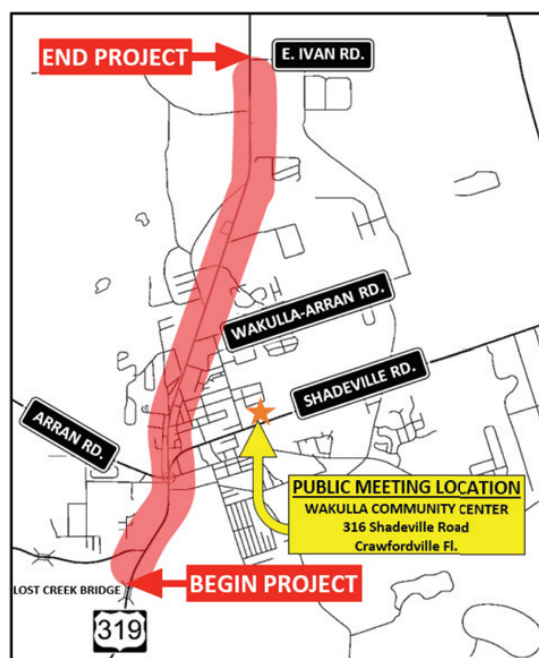 END PROJECT
E. IVAN RD.
WAKULLA-ARRAN RD.
SHADEVILLE RD.
ARRAN RD.
PUBLIC MEETING LOCATION
WAKULLA COMMUNITY CENTER
316 Shadeville Road
Crawfordville Fl.
BEGIN PROJECT
LOST CREEK BRIDGE
319